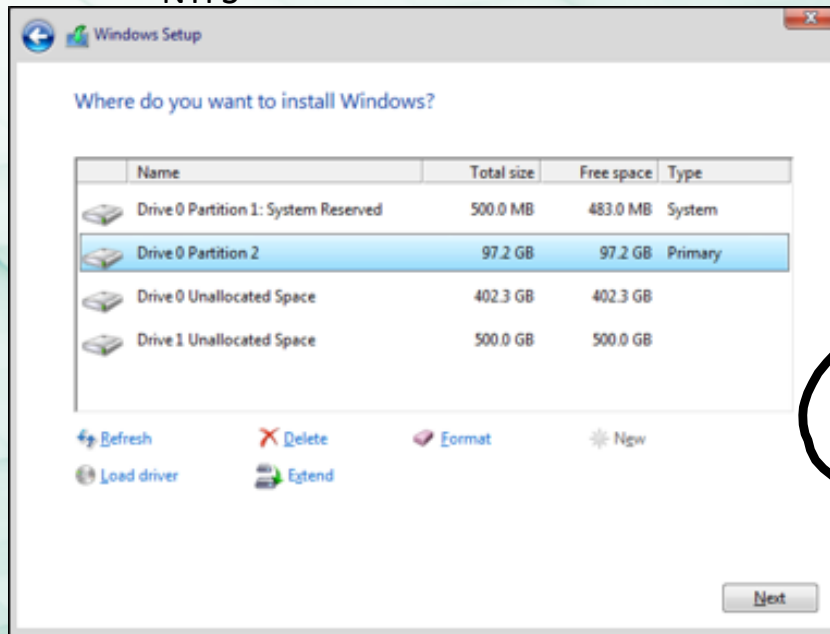 NTFS
Windows Setup
Where do you want to install Windows?
Name Total size Free space Type
Drive 0 Partition 1: System Reserved 500.0 MB 483.0 MB System
Drive 0 Partition 2 97.2 GB 97.2 GB Primary
Drive 0 Unallocated Space 402.3 GB 402.3 GB
Drive 1 Unallocated Space 500.0 GB 500.0 GB
Refresh Delete Format New
Load driver Extend
Next